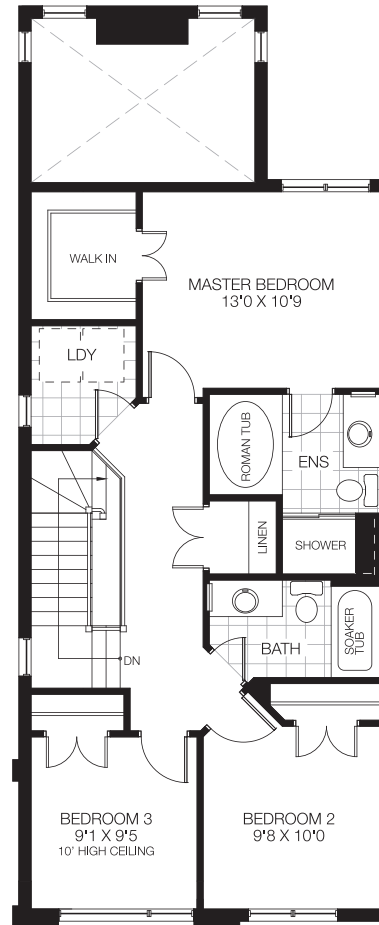 WALK IN
MASTER BEDROOM
13'0 X 10'9
LDY
ROMAN TUB
ENS
LINEN
SHOWER
BATH
SOAKER
TUB
DN
BEDROOM 3
9'1 X 9'5
10' HIGH CEILING
BEDROOM 2
9'8 X 10'0